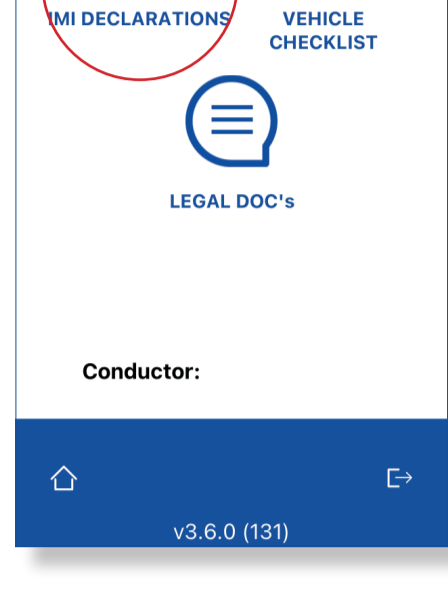 IMI DECLARATIONS
VEHICLE
CHECKLIST
LEGAL DOC's
Conductor:
v3.6.0 (131)